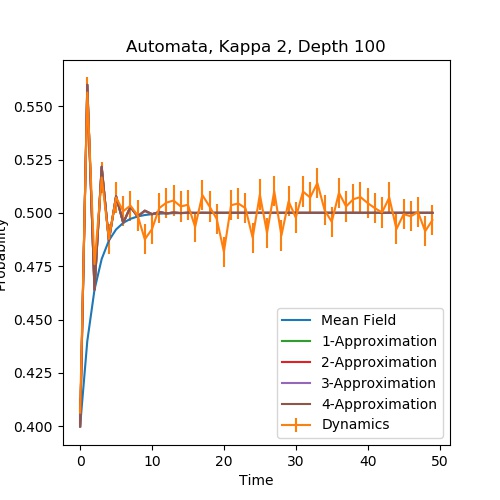 Automata, Kappa 2, Depth 100
Probability
0.550
0.525
0.500
0.475
0.450
0.425
0.400
Mean Field
1-Approximation
2-Approximation
3-Approximation
4-Approximation
Dynamics
0 10 20 30 40 50
Time